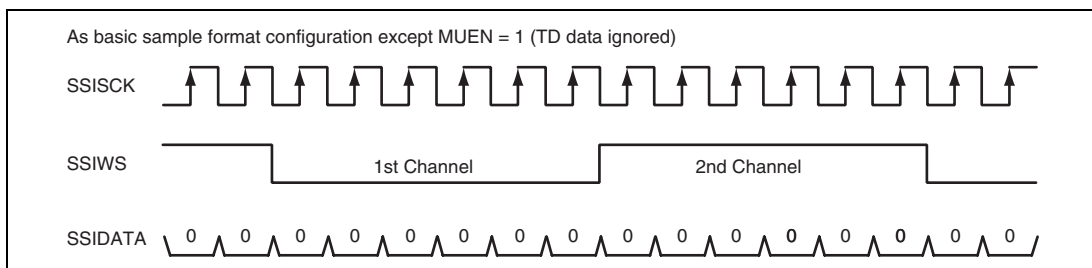 As basic sample format configuration except MUEN = 1 (TD data ignored)
SSISCK
SSIWS 1st Channel 2nd Channel
SSIDATA 0 0 0 0 0 0 0 0 0 0 0 0 0 0 0 0